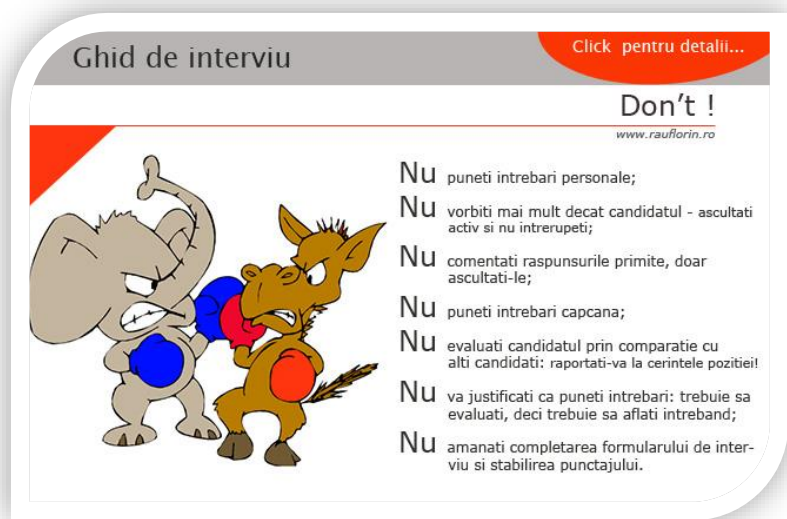 Ghid de interviu
Click pentru detalii...
Don't !
www.rauflorin.ro
Nu puneti intrebari personale;
Nu vorbiti mai mult decat candidatul - ascultati
activ si nu intrerupeti;
Nu comentati raspunsurile primite, doar
ascultati-le;
Nu puneti intrebari capcana;
Nu evaluati candidatul prin comparatie cu
alti candidati: raportati-va la cerintele pozitiei!
Nu va justificati ca puneti intrebari: trebuie sa
evaluati, deci trebuie sa aflati intreband;
Nu amanati completarea formularului de inter-
viu si stabilirea punctajului.